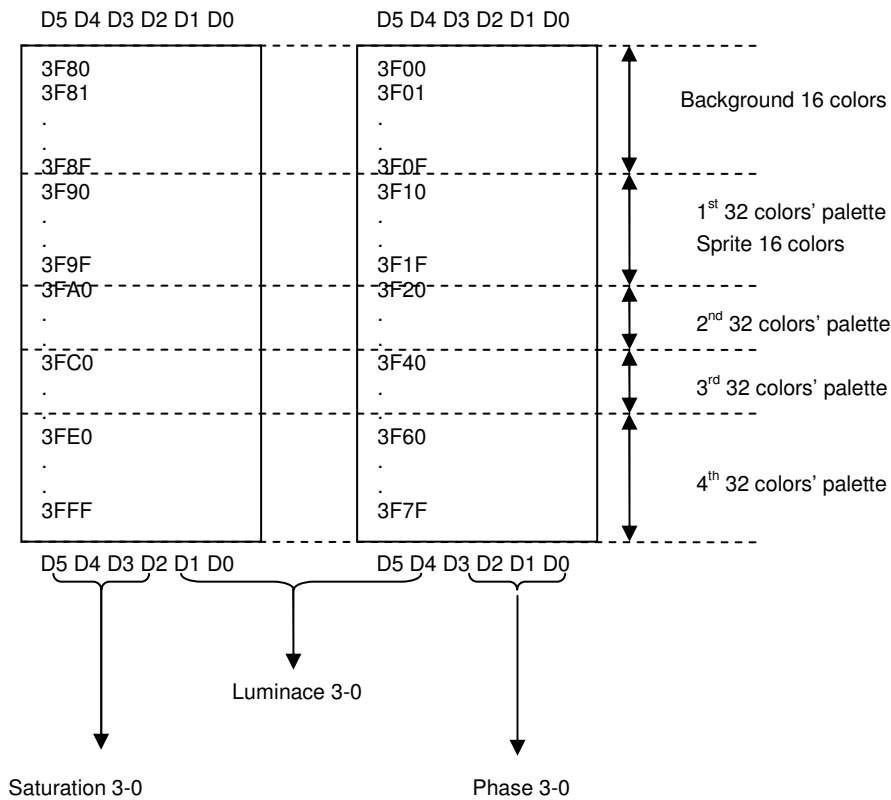 D5 D4 D3 D2 D1 D0 D5 D4 D3 D2 D1 D0
3F80 3F00
3F81 3F01
. .
. .
3F8F 3F0F
Background 16 colors
3F90 3F10
. .
. .
3F9F 3F1F
1st 32 colors’ palette
Sprite 16 colors
3FA0 3F20
. .
. .
2nd 32 colors’ palette
3FC0 3F40
. .
. .
3rd 32 colors’ palette
3FE0 3F60
. .
. .
3FFF 3F7F
4th 32 colors’ palette
D5 D4 D3 D2 D1 D0 D5 D4 D3 D2 D1 D0
Luminace 3-0
Saturation 3-0 Phase 3-0